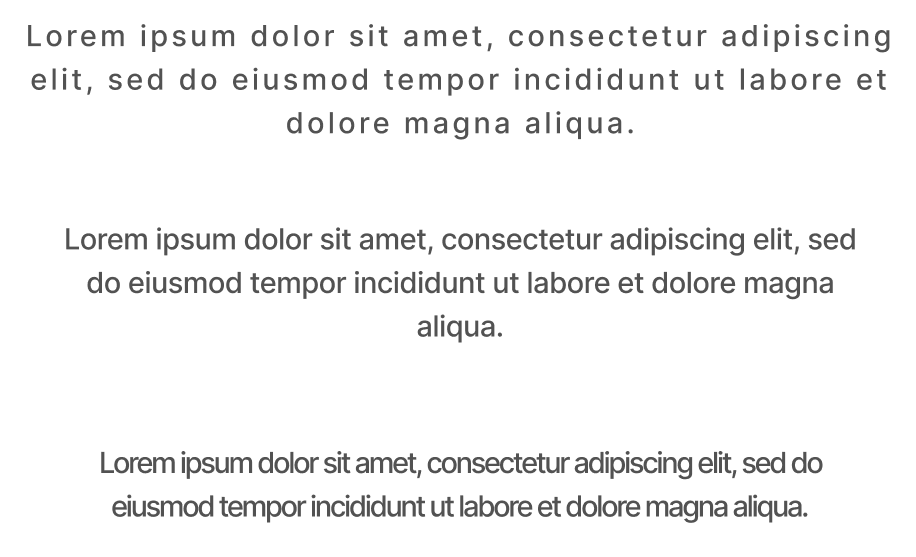 Lorem ipsum dolor sit amet, consectetur adipiscing
elit, sed do eiusmod tempor incididunt ut labore et
dolore magna aliqua.
Lorem ipsum dolor sit amet, consectetur adipiscing elit, sed
do eiusmod tempor incididunt ut labore et dolore magna
aliqua.
Lorem ipsum dolor sit amet, consectetur adipiscing elit, sed do
eiusmod tempor incididunt ut labore et dolore magna aliqua.